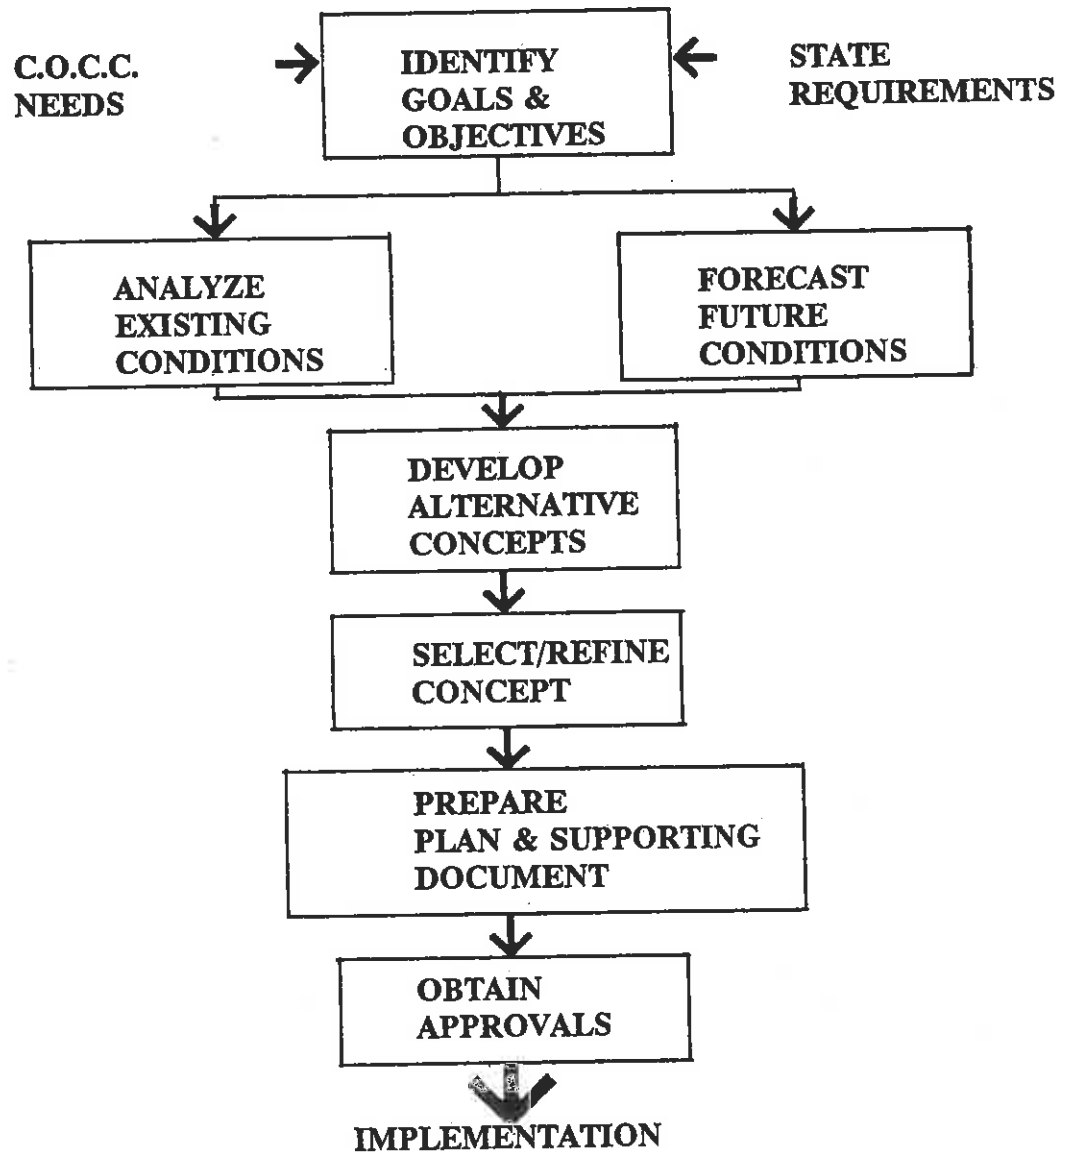 C.O.C.C.
NEEDS
IDENTIFY
GOALS &
OBJECTIVES
STATE
REQUIREMENTS
ANALYZE
EXISTING
CONDITIONS
FORECAST
FUTURE
CONDITIONS
DEVELOP
ALTERNATIVE
CONCEPTS
SELECT/REFINE
CONCEPT
PREPARE
PLAN & SUPPORTING
DOCUMENT
OBTAIN
APPROVALS
IMPLEMENTATION